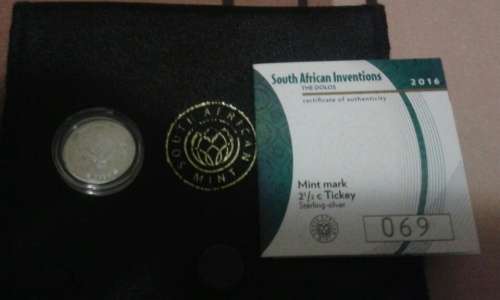 SOUTH AFRICAN
MINT
South African Inventions
2016
THE DOLOS
certificate of authenticity
Mint mark
2½ c Tickey
Sterling-silver
069